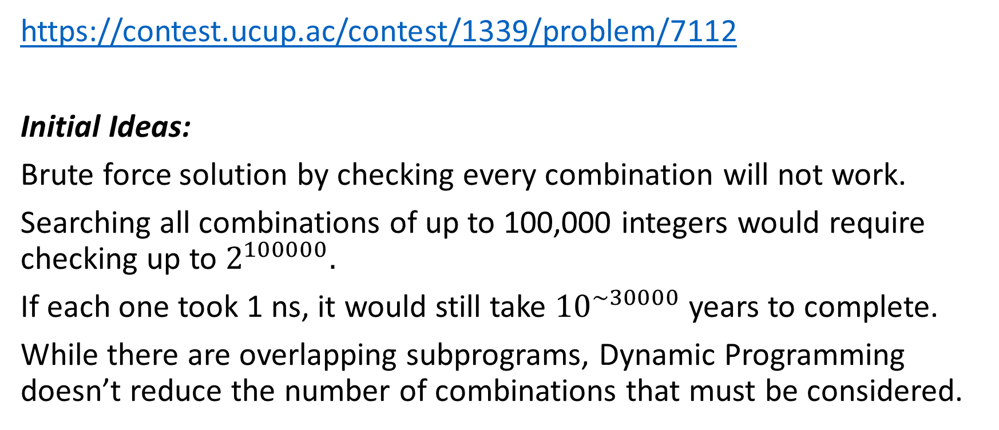 https://contest.ucup.ac/contest/1339/problem/7112
Initial Ideas:
Brute force solution by checking every combination will not work.
Searching all combinations of up to 100,000 integers would require
checking up to 2^100000.
If each one took 1 ns, it would still take 10^~30000 years to complete.
While there are overlapping subprograms, Dynamic Programming
doesn’t reduce the number of combinations that must be considered.